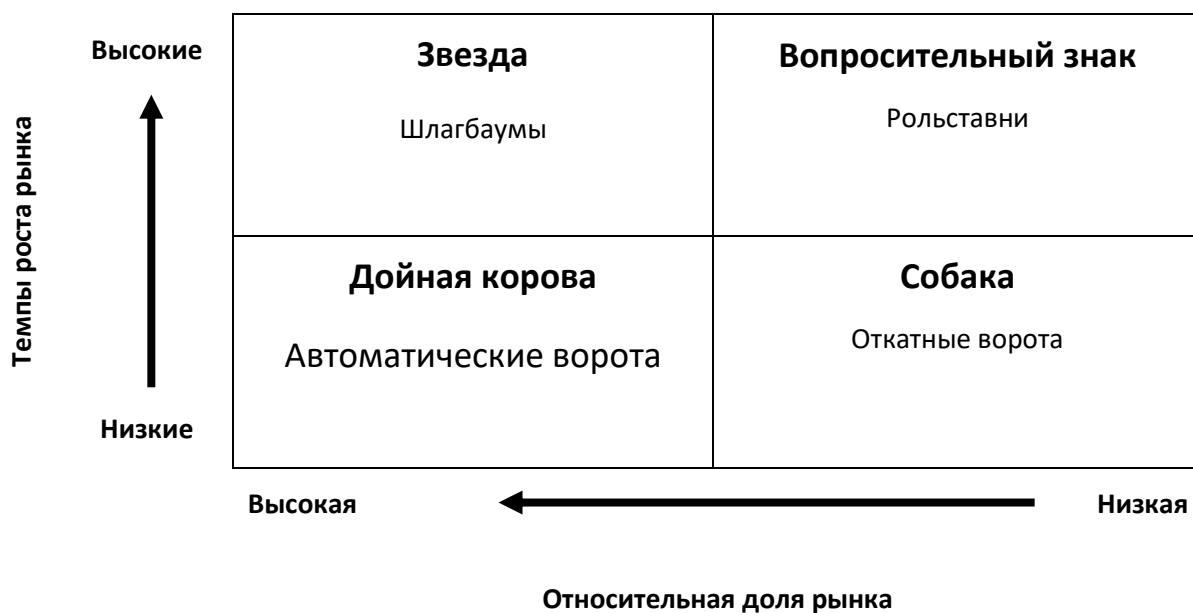 Высокие
Звезда
Вопросительный знак
Шлагбаумы
Рольставни
Темпы роста рынка
Дойная корова
Собака
Автоматические ворота
Откатные ворота
Низкие
Высокая
Низкая
Относительная доля рынка